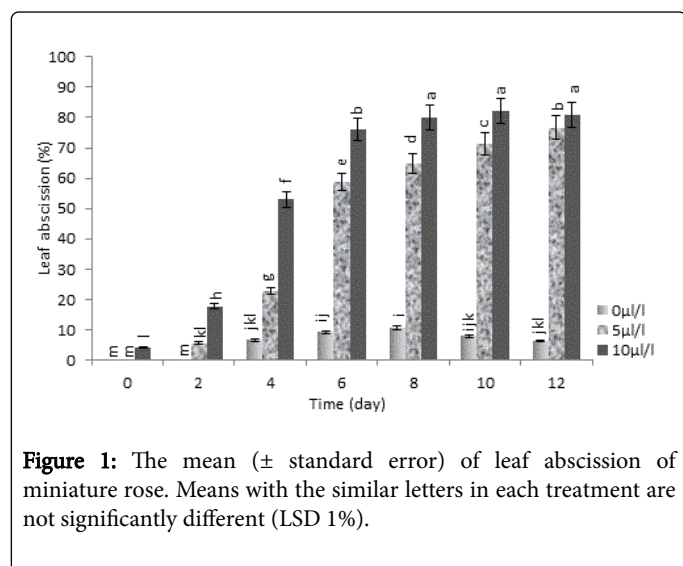 100
90
80
70
60
50
40
30
20
10
0
Leaf abscission (%)
m m l
m kl h
jkl g f
ij e b
i d a
ijk c a
jkl b a
0 2 4 6 8 10 12
Time (day)
0µl/l
5µl/l
10µl/l
Figure 1: The mean (± standard error) of leaf abscission of
miniature rose. Means with the similar letters in each treatment are
not significantly different (LSD 1%).